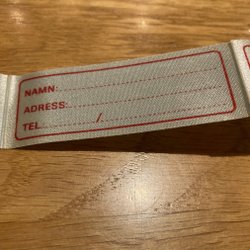 NAMN:
ADRESS:
TEL. /